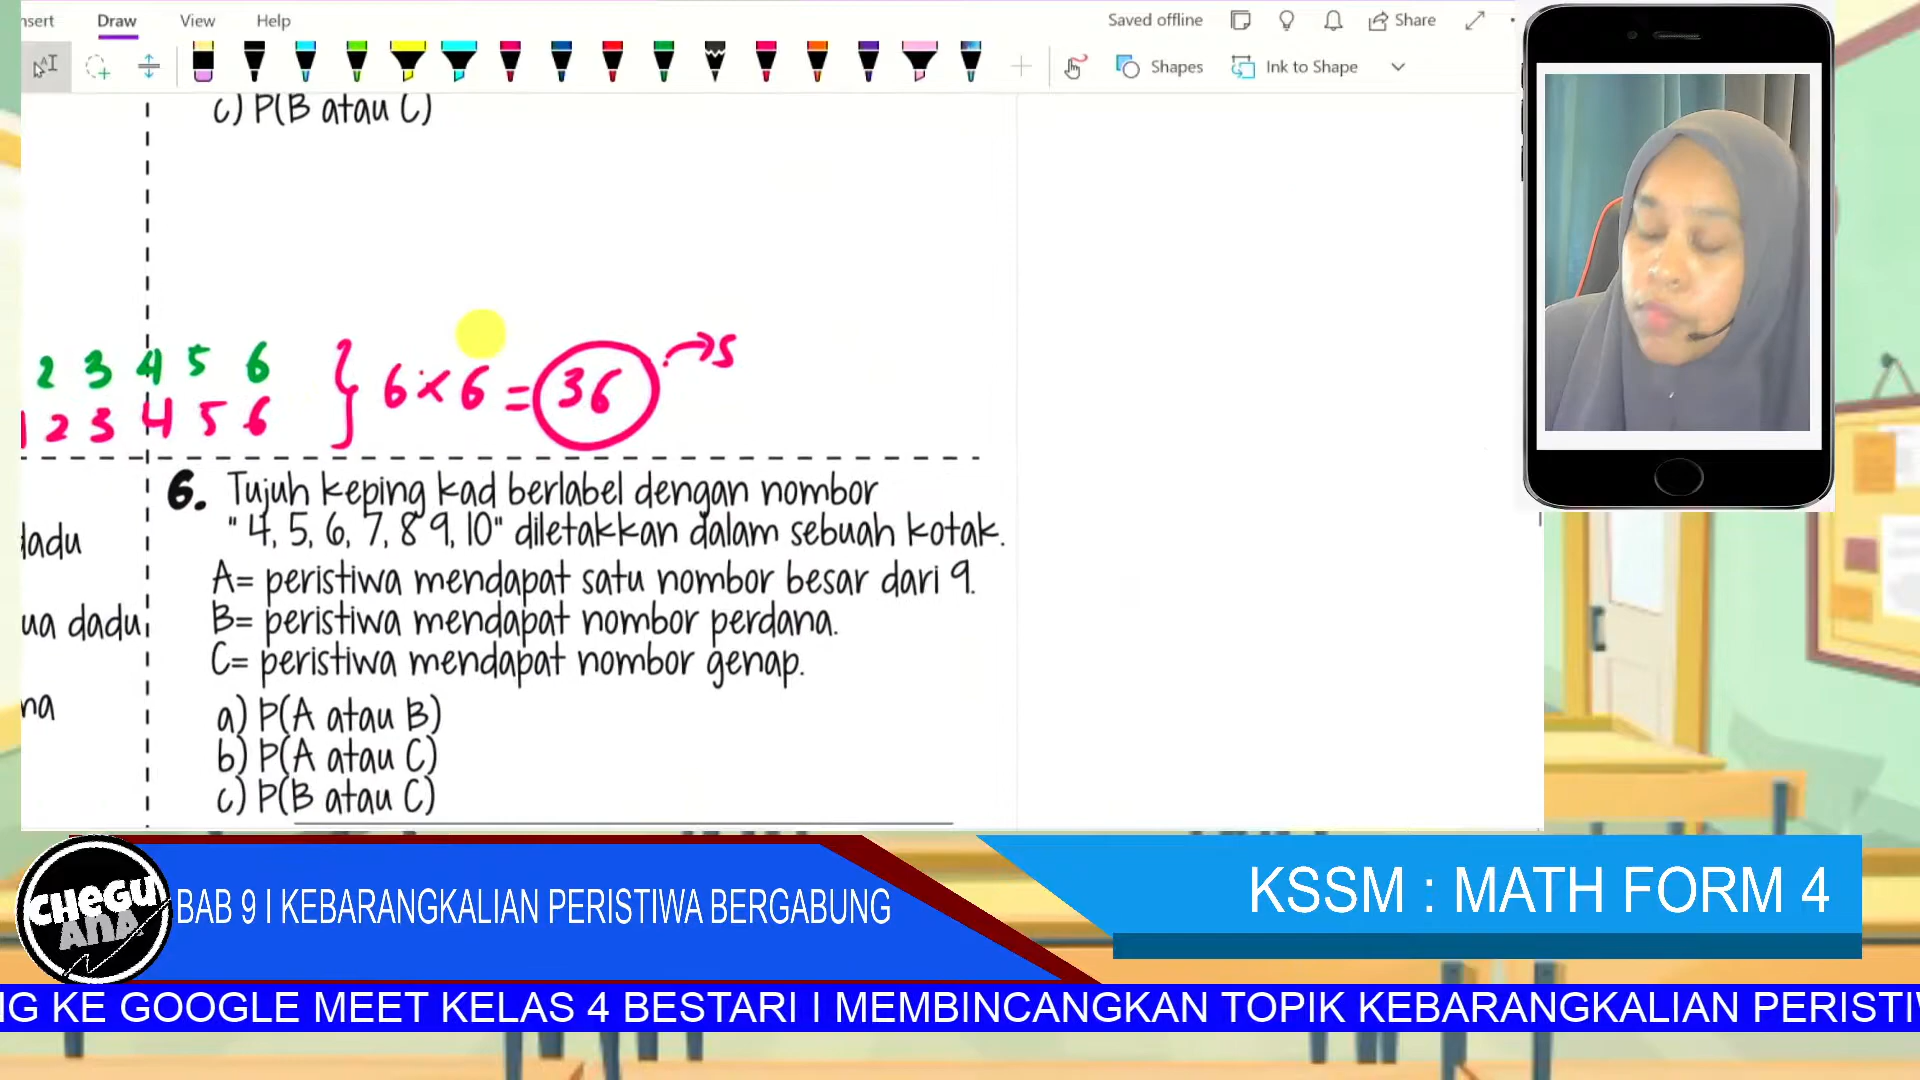 nsert Draw View Help Saved offline Share
Shapes Ink to Shape
c) P(B atau C)
2 3 4 5 6
1 2 3 4 5 6 } 6 × 6 = 36 → S
6. Tujuh keping kad berlabel dengan nombor
" 4, 5, 6, 7, 8 9, 10" diletakkan dalam sebuah kotak.
A= peristiwa mendapat satu nombor besar dari 9.
B= peristiwa mendapat nombor perdana.
C= peristiwa mendapat nombor genap.
a) P(A atau B)
b) P(A atau C)
c) P(B atau C)
dadu
ua dadu
na
CHEGU
ANA
BAB 9 I KEBARANGKALIAN PERISTIWA BERGABUNG
KSSM : MATH FORM 4
NG KE GOOGLE MEET KELAS 4 BESTARI I MEMBINCANGKAN TOPIK KEBARANGKALIAN PERISTIW